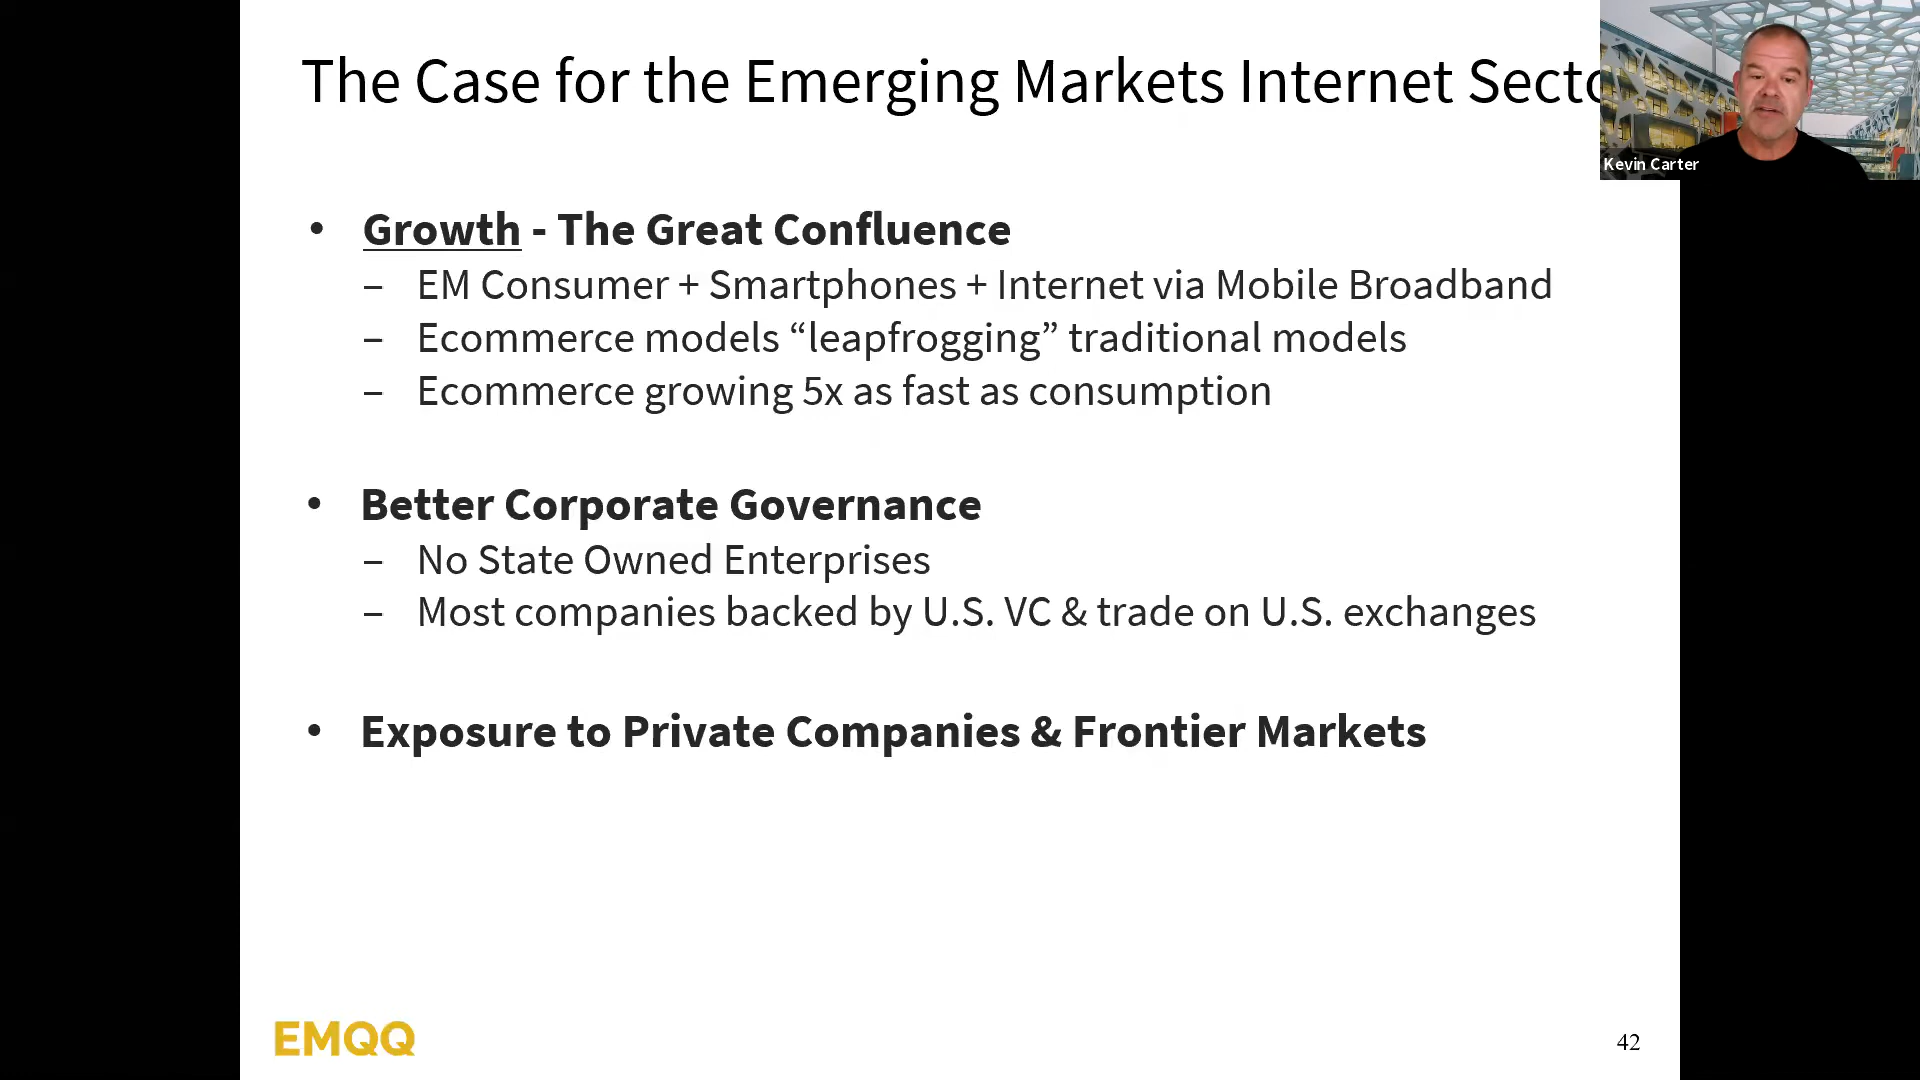 The Case for the Emerging Markets Internet Secto
Kevin Carter
• Growth - The Great Confluence
– EM Consumer + Smartphones + Internet via Mobile Broadband
– Ecommerce models “leapfrogging” traditional models
– Ecommerce growing 5x as fast as consumption
• Better Corporate Governance
– No State Owned Enterprises
– Most companies backed by U.S. VC & trade on U.S. exchanges
• Exposure to Private Companies & Frontier Markets
EMQQ
42